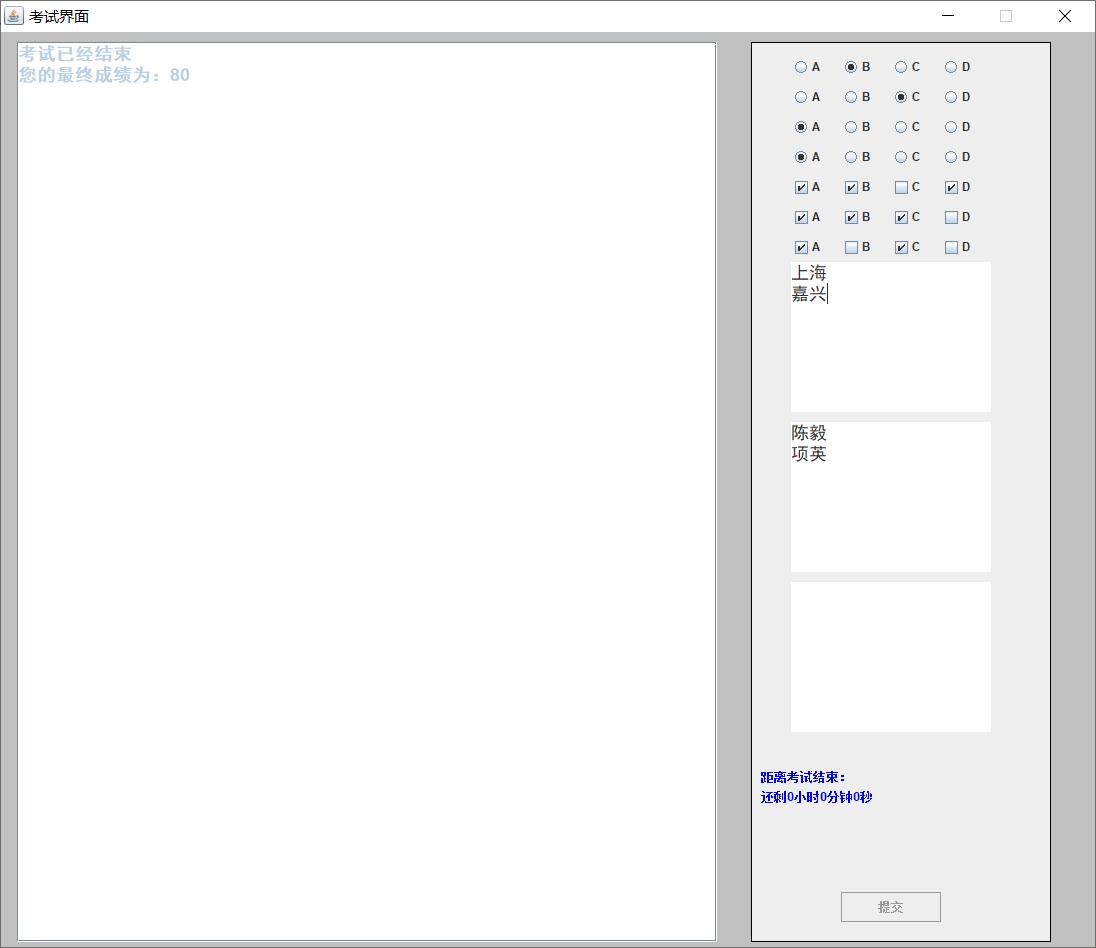 考试界面
考试已经结束
您的最终成绩为：80
A B C D
A B C D
A B C D
A B C D
A B C D
A B C D
A B C D
上海
嘉兴
陈毅
项英
距离考试结束：
还剩0小时0分钟0秒
提交